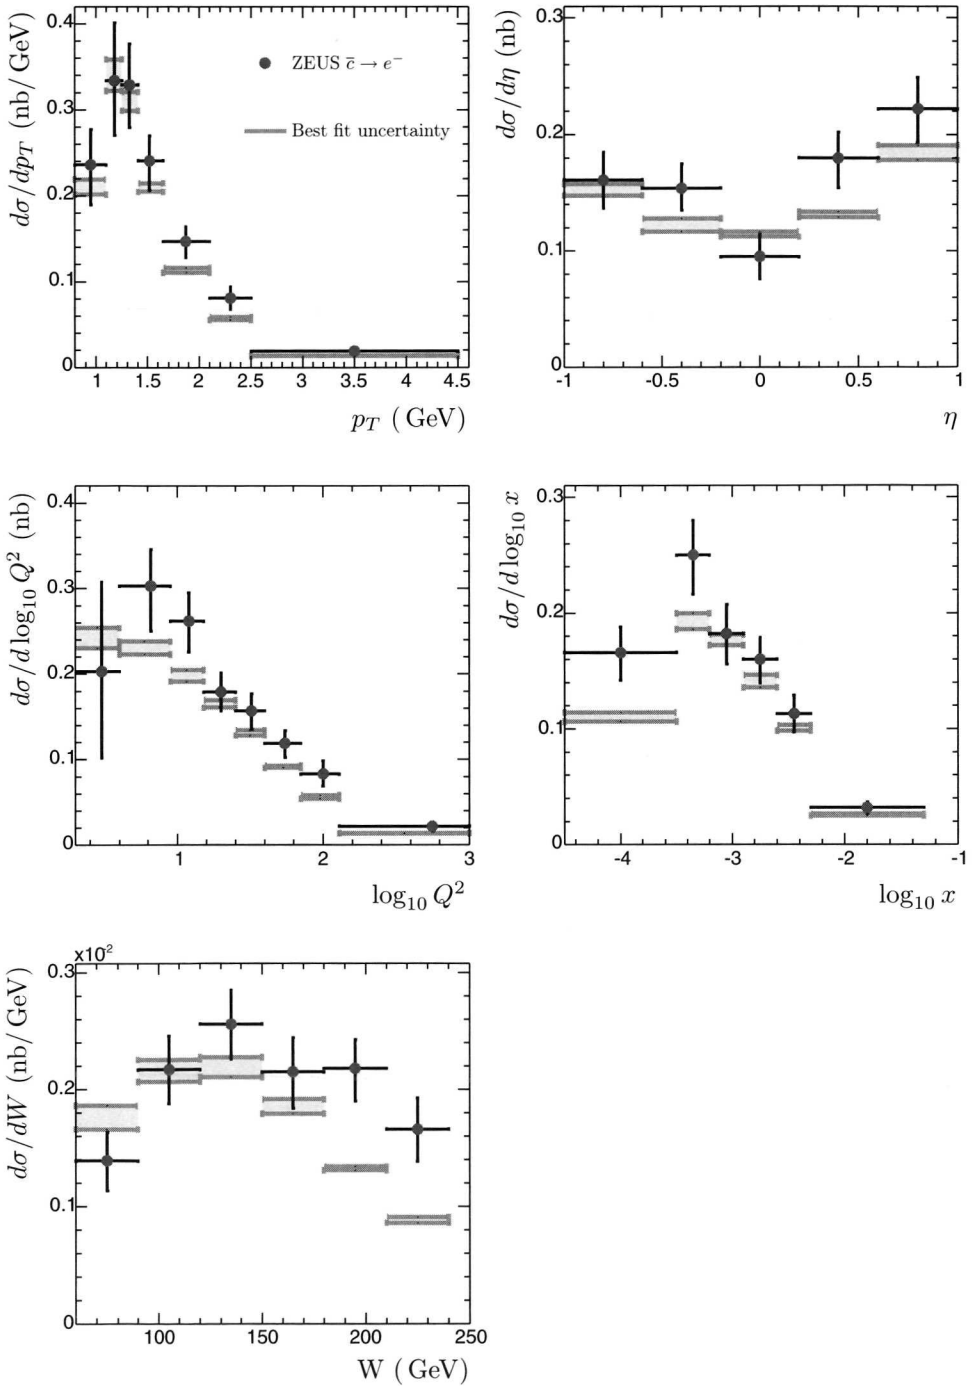 dσ/dp_T (nb/GeV)
0.4
0.3
0.2
0.1
0
ZEUS c̄ → e⁻
Best fit uncertainty
1 1.5 2 2.5 3 3.5 4 4.5
p_T (GeV)
dσ/dη (nb)
0.3
0.2
0.1
0
-1 -0.5 0 0.5 1
η
dσ/d log₁₀ Q² (nb)
0.4
0.3
0.2
0.1
0
1 2 3
log₁₀ Q²
dσ/d log₁₀ x
0.3
0.2
0.1
0
-4 -3 -2 -1
log₁₀ x
x10⁻²
dσ/dW (nb/GeV)
0.3
0.2
0.1
0
100 150 200 250
W (GeV)